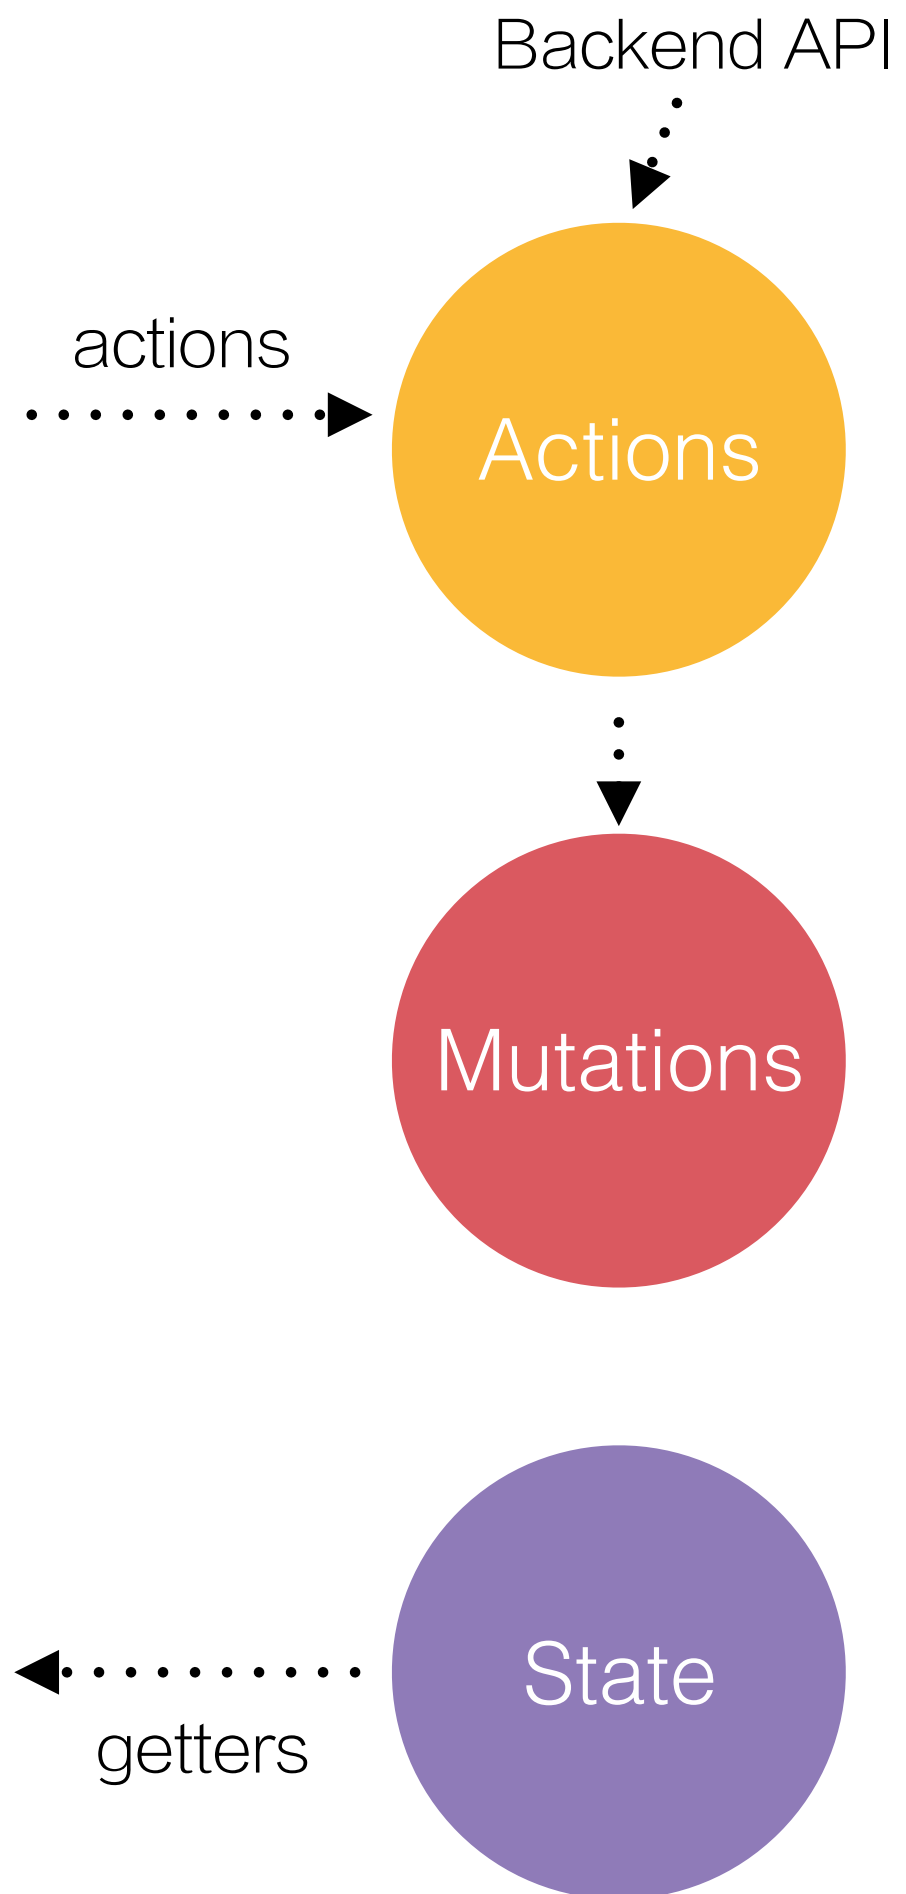 Backend API
actions
Actions
Mutations
State
getters